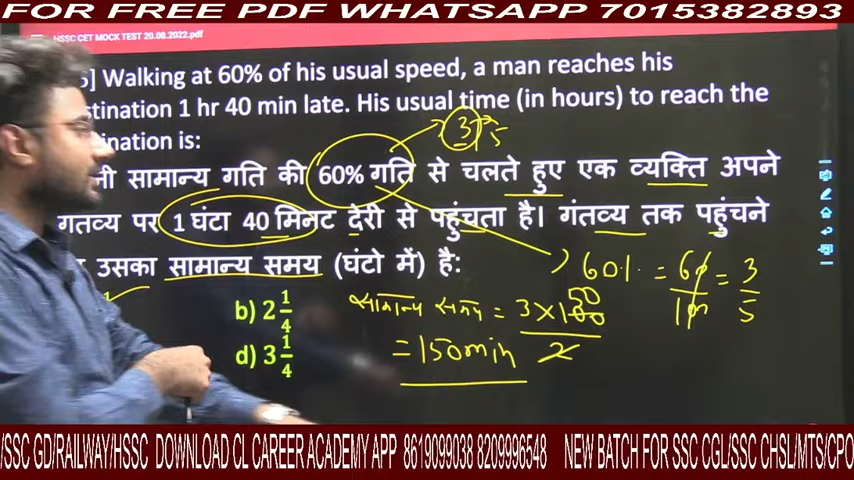 FOR FREE PDF WHATSAPP 7015382893
HSSC CET MOCK TEST 20.08.2022.pdf
] Walking at 60% of his usual speed, a man reaches his
stination 1 hr 40 min late. His usual time (in hours) to reach the
ination is:
3/5
सामान्य गति की 60% गति से चलते हुए एक व्यक्ति अपने
गतव्य पर 1 घंटा 40 मिनट देरी से पहुंचता है। गंतव्य तक पहुंचने
उसका सामान्य समय (घंटो में) है:
60% = 60/100 = 3/5
b) 2 1/4
सामान्य समय = 3 × 100 50 / 2
= 150 min
d) 3 1/4
/SSC GD/RAILWAY/HSSC DOWNLOAD CL CAREER ACADEMY APP 8619099038 8209996548 NEW BATCH FOR SSC CGL/SSC CHSL/MTS/CPO